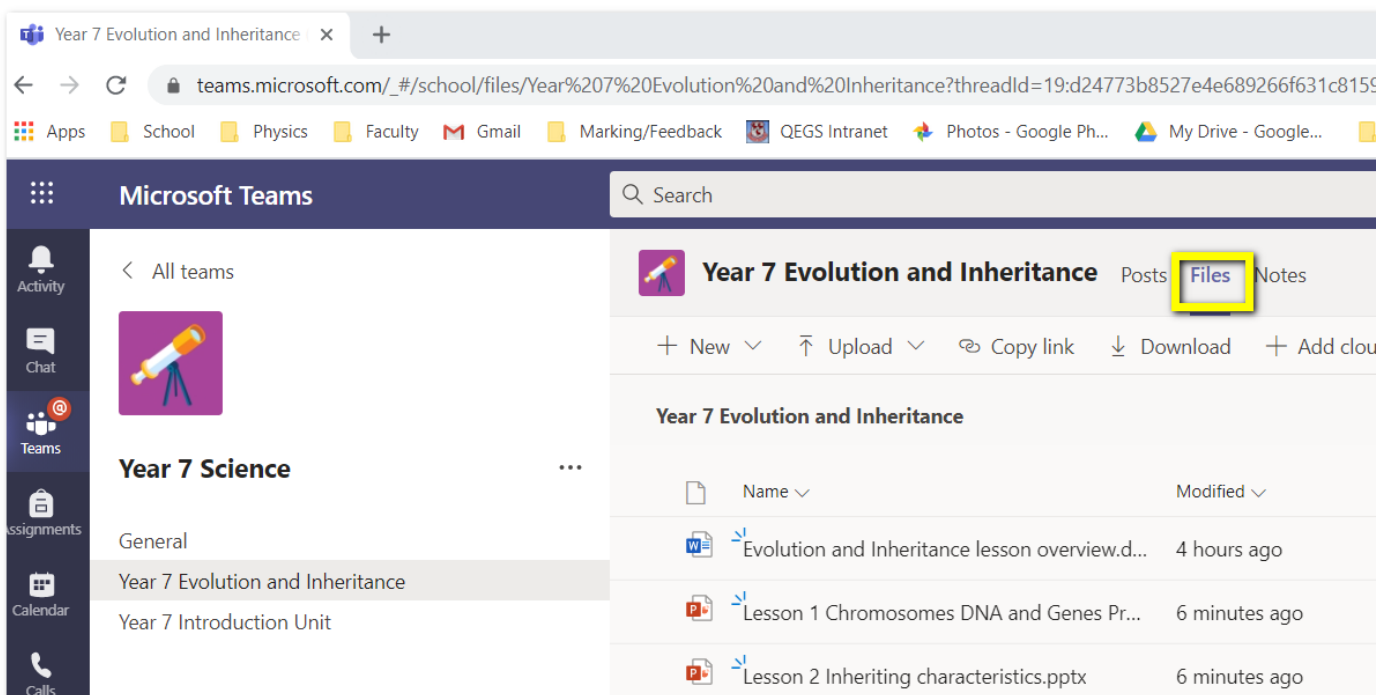 Year 7 Evolution and Inheritance
teams.microsoft.com/_#/school/files/Year%207%20Evolution%20and%20Inheritance?threadId=19:d24773b8527e4e689266f631c8159
Apps School Physics Faculty Gmail Marking/Feedback QEGS Intranet Photos - Google Ph... My Drive - Google...
Microsoft Teams
Search
Activity
Chat
@
Teams
Assignments
Calendar
Calls
All teams
Year 7 Science ...
General
Year 7 Evolution and Inheritance
Year 7 Introduction Unit
Year 7 Evolution and Inheritance Posts Files Notes
New Upload Copy link Download Add clou
Year 7 Evolution and Inheritance
Name Modified
Evolution and Inheritance lesson overview.d... 4 hours ago
Lesson 1 Chromosomes DNA and Genes Pr... 6 minutes ago
Lesson 2 Inheriting characteristics.pptx 6 minutes ago